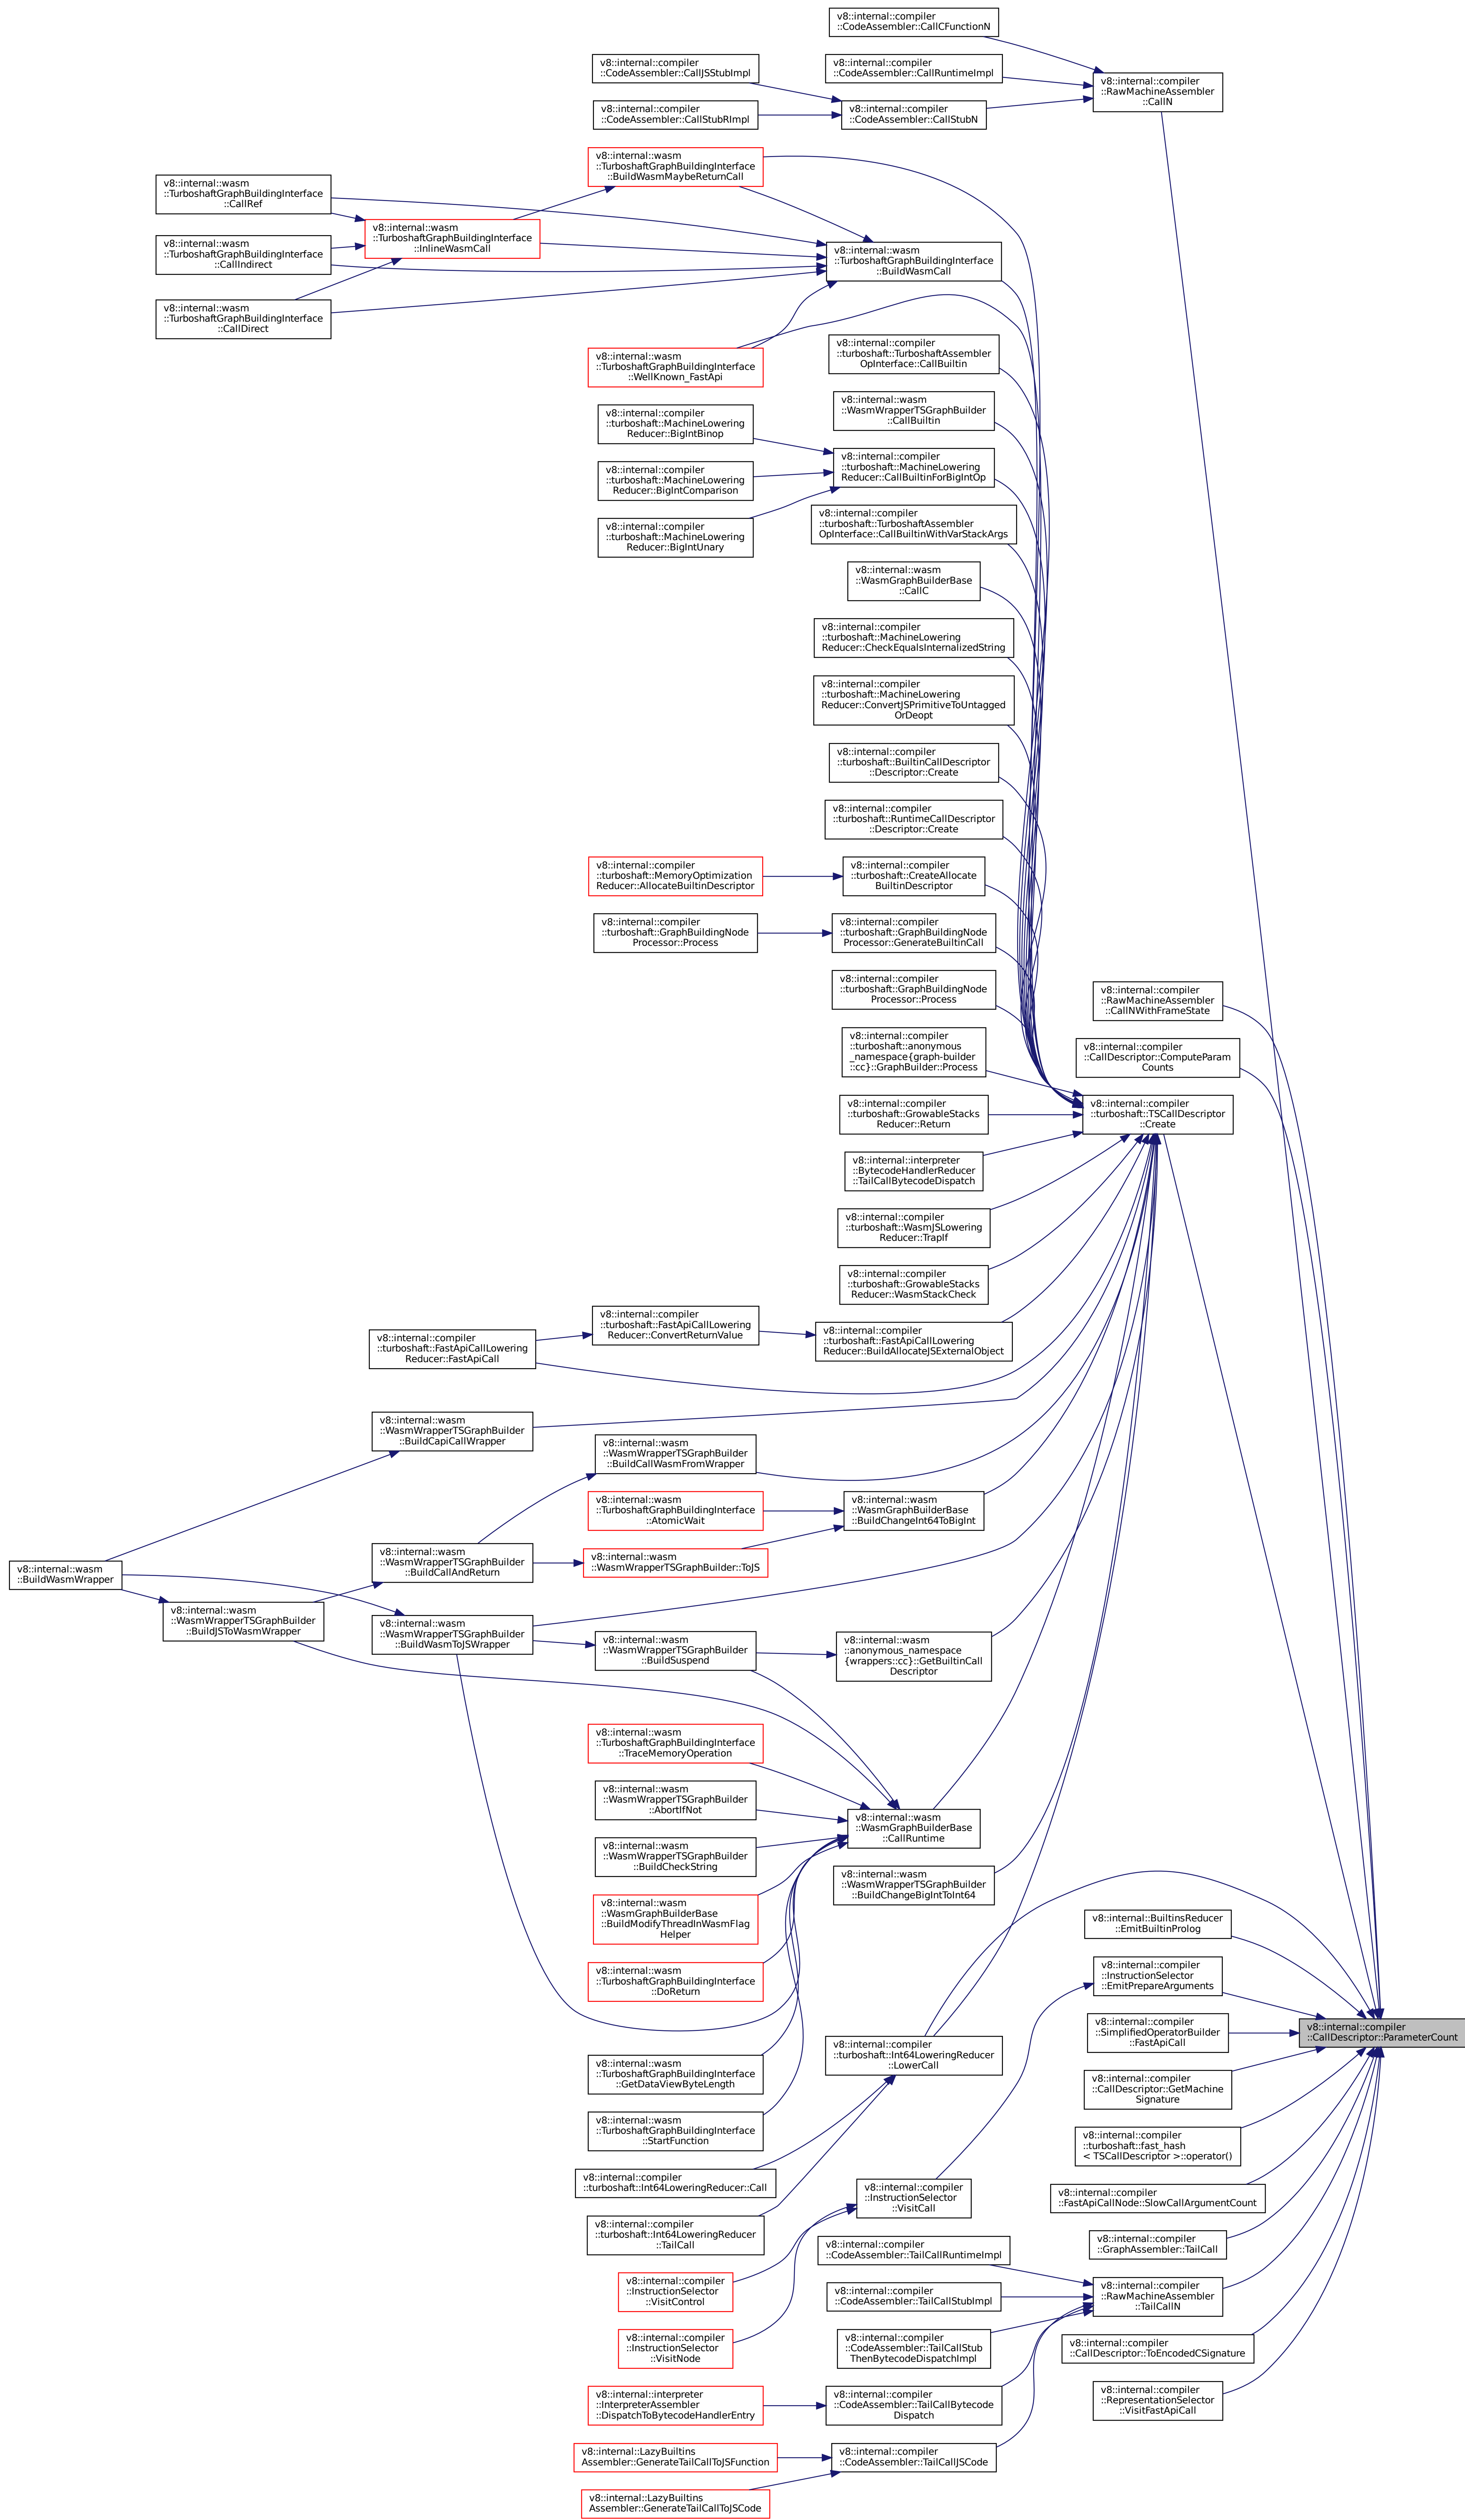 v8::internal::compiler
::CodeAssembler::CallCFunctionN
v8::internal::compiler
::CodeAssembler::CallJSStubImpl
v8::internal::compiler
::CodeAssembler::CallRuntimeImpl
v8::internal::compiler
::RawMachineAssembler
::CallN
v8::internal::compiler
::CodeAssembler::CallStubRImpl
v8::internal::compiler
::CodeAssembler::CallStubN
v8::internal::wasm
::TurboshaftGraphBuildingInterface
::BuildWasmMaybeReturnCall
v8::internal::wasm
::TurboshaftGraphBuildingInterface
::CallRef
v8::internal::wasm
::TurboshaftGraphBuildingInterface
::InlineWasmCall
v8::internal::wasm
::TurboshaftGraphBuildingInterface
::CallIndirect
v8::internal::wasm
::TurboshaftGraphBuildingInterface
::BuildWasmCall
v8::internal::wasm
::TurboshaftGraphBuildingInterface
::CallDirect
v8::internal::wasm
::TurboshaftGraphBuildingInterface
::WellKnown_FastApi
v8::internal::compiler
::turboshaft::TurboshaftAssembler
OpInterface::CallBuiltin
v8::internal::wasm
::WasmWrapperTSGraphBuilder
::CallBuiltin
v8::internal::compiler
::turboshaft::MachineLowering
Reducer::BigIntBinop
v8::internal::compiler
::turboshaft::MachineLowering
Reducer::CallBuiltinForBigIntOp
v8::internal::compiler
::turboshaft::MachineLowering
Reducer::BigIntComparison
v8::internal::compiler
::turboshaft::MachineLowering
Reducer::BigIntUnary
v8::internal::compiler
::turboshaft::TurboshaftAssembler
OpInterface::CallBuiltinWithVarStackArgs
v8::internal::wasm
::WasmGraphBuilderBase
::CallC
v8::internal::compiler
::turboshaft::MachineLowering
Reducer::CheckEqualsInternalizedString
v8::internal::compiler
::turboshaft::MachineLowering
Reducer::ConvertJSPrimitiveToUntagged
OrDeopt
v8::internal::compiler
::turboshaft::BuiltinCallDescriptor
::Descriptor::Create
v8::internal::compiler
::turboshaft::RuntimeCallDescriptor
::Descriptor::Create
v8::internal::compiler
::turboshaft::MemoryOptimization
Reducer::AllocateBuiltinDescriptor
v8::internal::compiler
::turboshaft::CreateAllocate
BuiltinDescriptor
v8::internal::compiler
::turboshaft::GraphBuildingNode
Processor::Process
v8::internal::compiler
::turboshaft::GraphBuildingNode
Processor::GenerateBuiltinCall
v8::internal::compiler
::turboshaft::GraphBuildingNode
Processor::Process
v8::internal::compiler
::RawMachineAssembler
::CallNWithFrameState
v8::internal::compiler
::turboshaft::anonymous
_namespace{graph-builder
::cc}::GraphBuilder::Process
v8::internal::compiler
::CallDescriptor::ComputeParam
Counts
v8::internal::compiler
::turboshaft::GrowableStacks
Reducer::Return
v8::internal::compiler
::turboshaft::TSCallDescriptor
::Create
v8::internal::interpreter
::BytecodeHandlerReducer
::TailCallBytecodeDispatch
v8::internal::compiler
::turboshaft::WasmJSLowering
Reducer::TrapIf
v8::internal::compiler
::turboshaft::GrowableStacks
Reducer::WasmStackCheck
v8::internal::compiler
::turboshaft::FastApiCallLowering
Reducer::FastApiCall
v8::internal::compiler
::turboshaft::FastApiCallLowering
Reducer::ConvertReturnValue
v8::internal::compiler
::turboshaft::FastApiCallLowering
Reducer::BuildAllocateJSExternalObject
v8::internal::wasm
::WasmWrapperTSGraphBuilder
::BuildCapiCallWrapper
v8::internal::wasm
::WasmWrapperTSGraphBuilder
::BuildCallWasmFromWrapper
v8::internal::wasm
::TurboshaftGraphBuildingInterface
::AtomicWait
v8::internal::wasm
::WasmGraphBuilderBase
::BuildChangeInt64ToBigInt
v8::internal::wasm
::BuildWasmWrapper
v8::internal::wasm
::WasmWrapperTSGraphBuilder
::BuildCallAndReturn
v8::internal::wasm
::WasmWrapperTSGraphBuilder::ToJS
v8::internal::wasm
::WasmWrapperTSGraphBuilder
::BuildJSToWasmWrapper
v8::internal::wasm
::WasmWrapperTSGraphBuilder
::BuildWasmToJSWrapper
v8::internal::wasm
::WasmWrapperTSGraphBuilder
::BuildSuspend
v8::internal::wasm
::anonymous_namespace
{wrappers::cc}::GetBuiltinCall
Descriptor
v8::internal::wasm
::TurboshaftGraphBuildingInterface
::TraceMemoryOperation
v8::internal::wasm
::WasmWrapperTSGraphBuilder
::AbortIfNot
v8::internal::wasm
::WasmGraphBuilderBase
::CallRuntime
v8::internal::wasm
::WasmWrapperTSGraphBuilder
::BuildCheckString
v8::internal::wasm
::WasmWrapperTSGraphBuilder
::BuildChangeBigIntToInt64
v8::internal::wasm
::WasmGraphBuilderBase
::BuildModifyThreadInWasmFlag
Helper
v8::internal::BuiltinsReducer
::EmitBuiltinProlog
v8::internal::wasm
::TurboshaftGraphBuildingInterface
::DoReturn
v8::internal::compiler
::InstructionSelector
::EmitPrepareArguments
v8::internal::compiler
::SimplifiedOperatorBuilder
::FastApiCall
v8::internal::compiler
::CallDescriptor::ParameterCount
v8::internal::compiler
::turboshaft::Int64LoweringReducer
::LowerCall
v8::internal::wasm
::TurboshaftGraphBuildingInterface
::GetDataViewByteLength
v8::internal::compiler
::CallDescriptor::GetMachine
Signature
v8::internal::wasm
::TurboshaftGraphBuildingInterface
::StartFunction
v8::internal::compiler
::turboshaft::fast_hash
< TSCallDescriptor >::operator()
v8::internal::compiler
::turboshaft::Int64LoweringReducer::Call
v8::internal::compiler
::InstructionSelector
::VisitCall
v8::internal::compiler
::FastApiCallNode::SlowCallArgumentCount
v8::internal::compiler
::turboshaft::Int64LoweringReducer
::TailCall
v8::internal::compiler
::CodeAssembler::TailCallRuntimeImpl
v8::internal::compiler
::GraphAssembler::TailCall
v8::internal::compiler
::InstructionSelector
::VisitControl
v8::internal::compiler
::CodeAssembler::TailCallStubImpl
v8::internal::compiler
::RawMachineAssembler
::TailCallN
v8::internal::compiler
::InstructionSelector
::VisitNode
v8::internal::compiler
::CodeAssembler::TailCallStub
ThenBytecodeDispatchImpl
v8::internal::compiler
::CallDescriptor::ToEncodedCSignature
v8::internal::interpreter
::InterpreterAssembler
::DispatchToBytecodeHandlerEntry
v8::internal::compiler
::CodeAssembler::TailCallBytecode
Dispatch
v8::internal::compiler
::RepresentationSelector
::VisitFastApiCall
v8::internal::LazyBuiltins
Assembler::GenerateTailCallToJSFunction
v8::internal::compiler
::CodeAssembler::TailCallJSCode
v8::internal::LazyBuiltins
Assembler::GenerateTailCallToJSCode